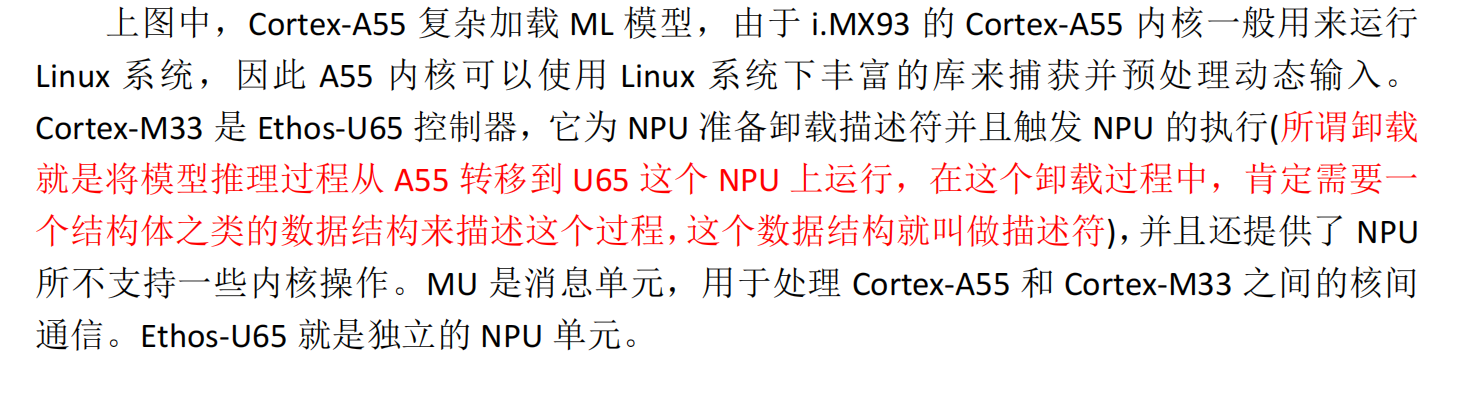 上图中，Cortex-A55 复杂加载 ML 模型，由于 i.MX93 的 Cortex-A55 内核一般用来运行
Linux 系统，因此 A55 内核可以使用 Linux 系统下丰富的库来捕获并预处理动态输入。
Cortex-M33 是 Ethos-U65 控制器，它为 NPU 准备卸载描述符并且触发 NPU 的执行(所谓卸载
就是将模型推理过程从 A55 转移到 U65 这个 NPU 上运行，在这个卸载过程中，肯定需要一
个结构体之类的数据结构来描述这个过程，这个数据结构就叫做描述符)，并且还提供了 NPU
所不支持一些内核操作。MU 是消息单元，用于处理 Cortex-A55 和 Cortex-M33 之间的核间
通信。Ethos-U65 就是独立的 NPU 单元。